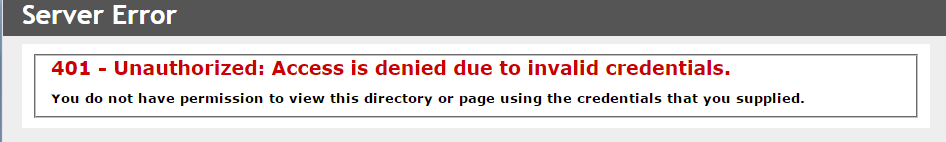 Server Error
401 - Unauthorized: Access is denied due to invalid credentials.
You do not have permission to view this directory or page using the credentials that you supplied.